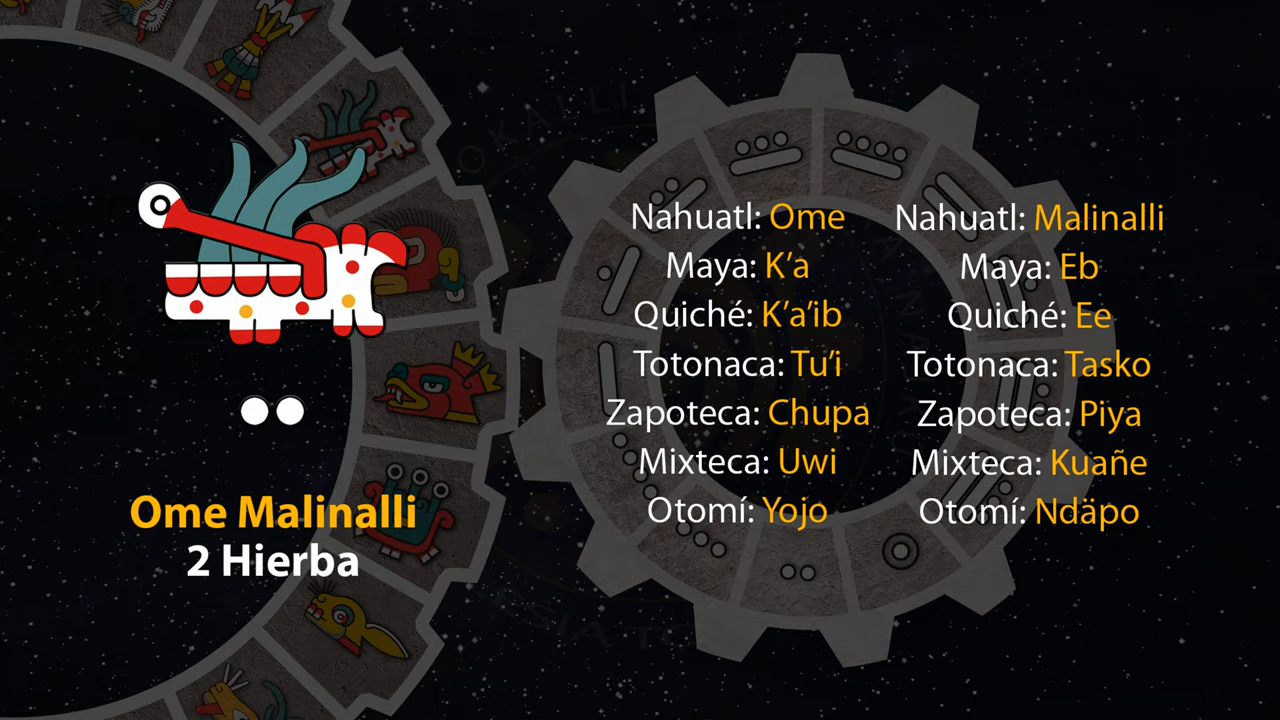 Ome Malinalli
2 Hierba
Nahuatl: Ome
Maya: K'a
Quiché: K'a'ib
Totonaca: Tu'i
Zapoteca: Chupa
Mixteca: Uwi
Otomí: Yojo
Nahuatl: Malinalli
Maya: Eb
Quiché: Ee
Totonaca: Tasko
Zapoteca: Piya
Mixteca: Kuañe
Otomí: Ndäpo